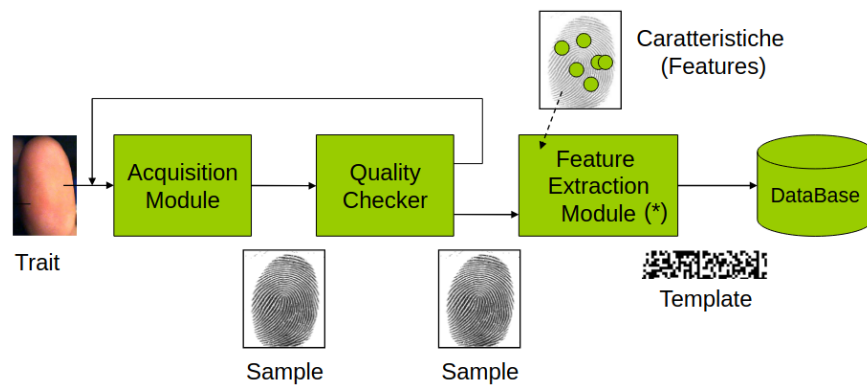 Caratteristiche
(Features)
Acquisition
Module
Quality
Checker
Feature
Extraction
Module (*)
DataBase
Trait
Template
Sample
Sample